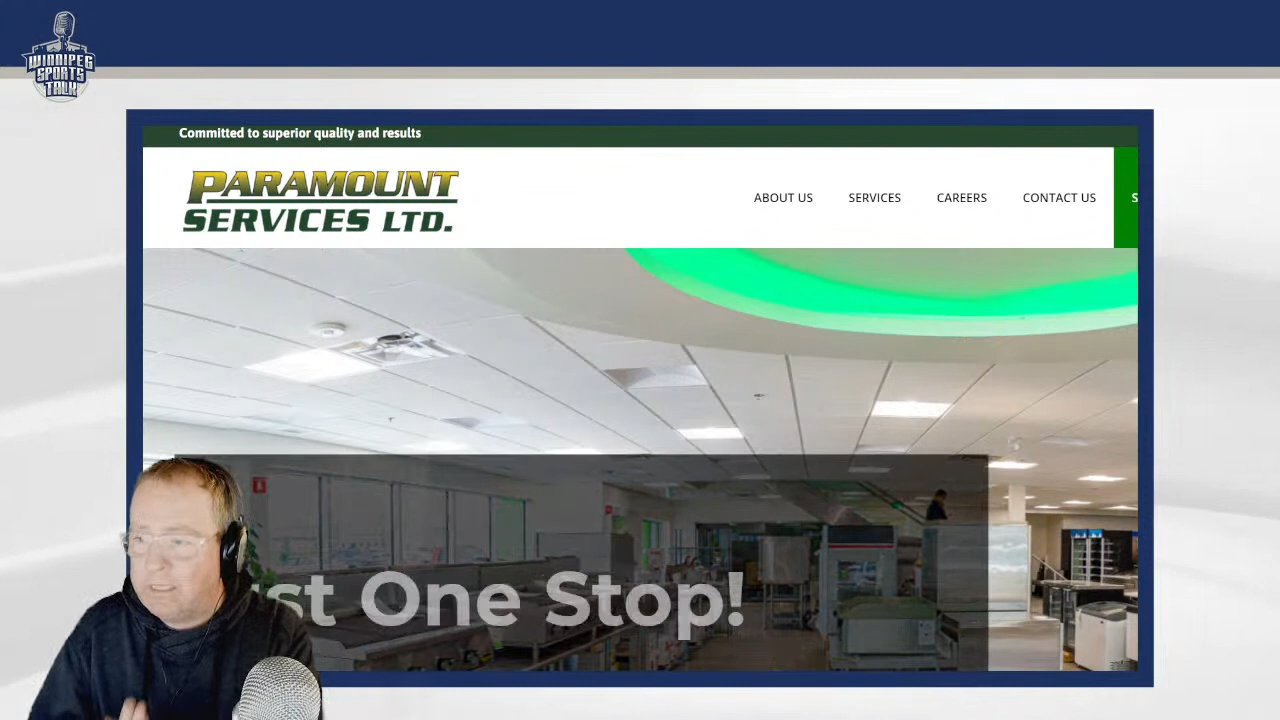 WINNIPEG
SPORTS
TALK
Committed to superior quality and results
PARAMOUNT
SERVICES LTD.
ABOUT US SERVICES CAREERS CONTACT US S
One Stop!